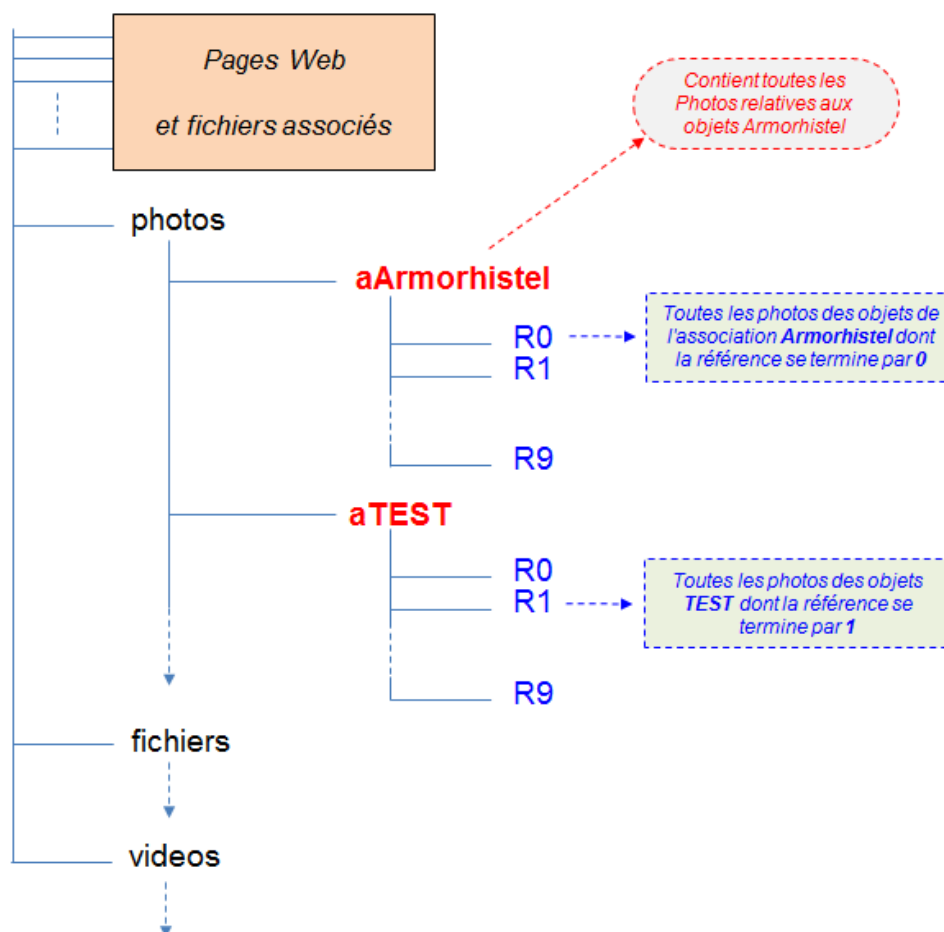 Pages Web
et fichiers associés
Contient toutes les
Photos relatives aux
objets Armorhistel
photos
aArmorhistel
R0
Toutes les photos des objets de
l'association Armorhistel dont
la référence se termine par 0
R1
R9
aTEST
R0
R1
Toutes les photos des objets
TEST dont la référence se
termine par 1
R9
fichiers
videos